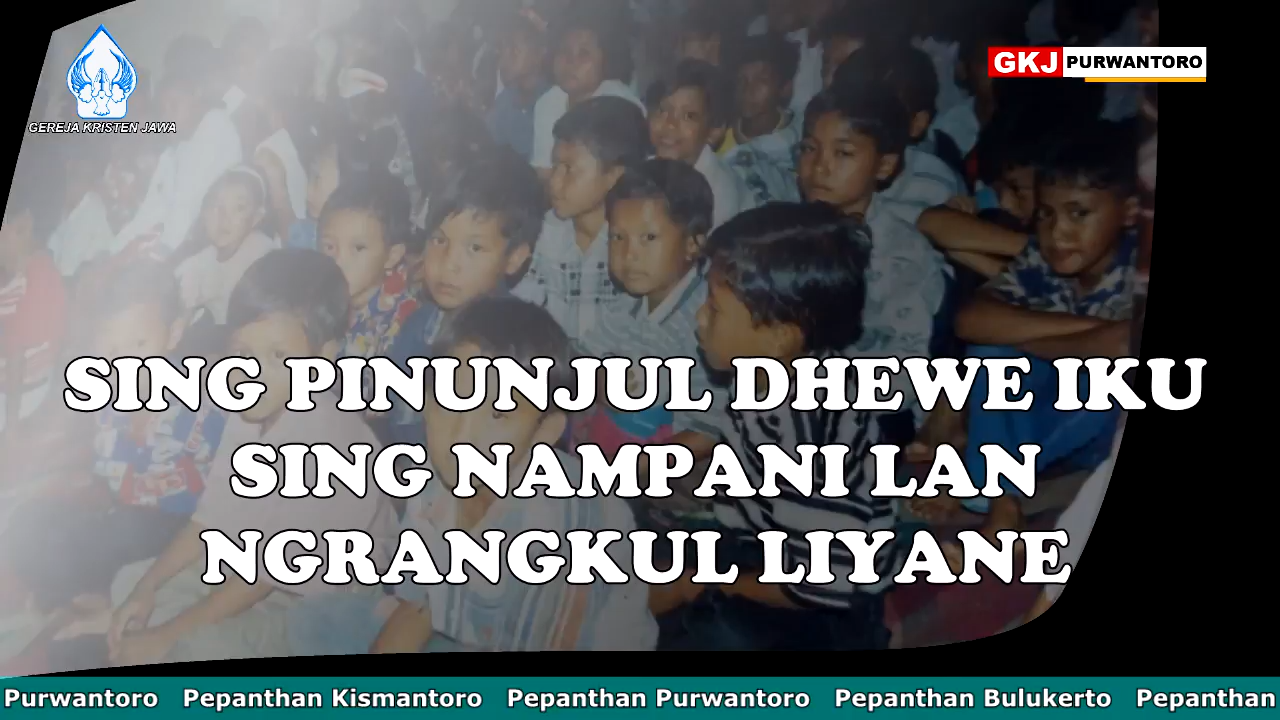 GEREJA KRISTEN JAWA
GKJ PURWANTORO
SING PINUNJUL DHEWE IKU
SING NAMPANI LAN
NGRANGKUL LIYANE
Purwantoro Pepanthan Kismantoro Pepanthan Purwantoro Pepanthan Bulukerto Pepanthan